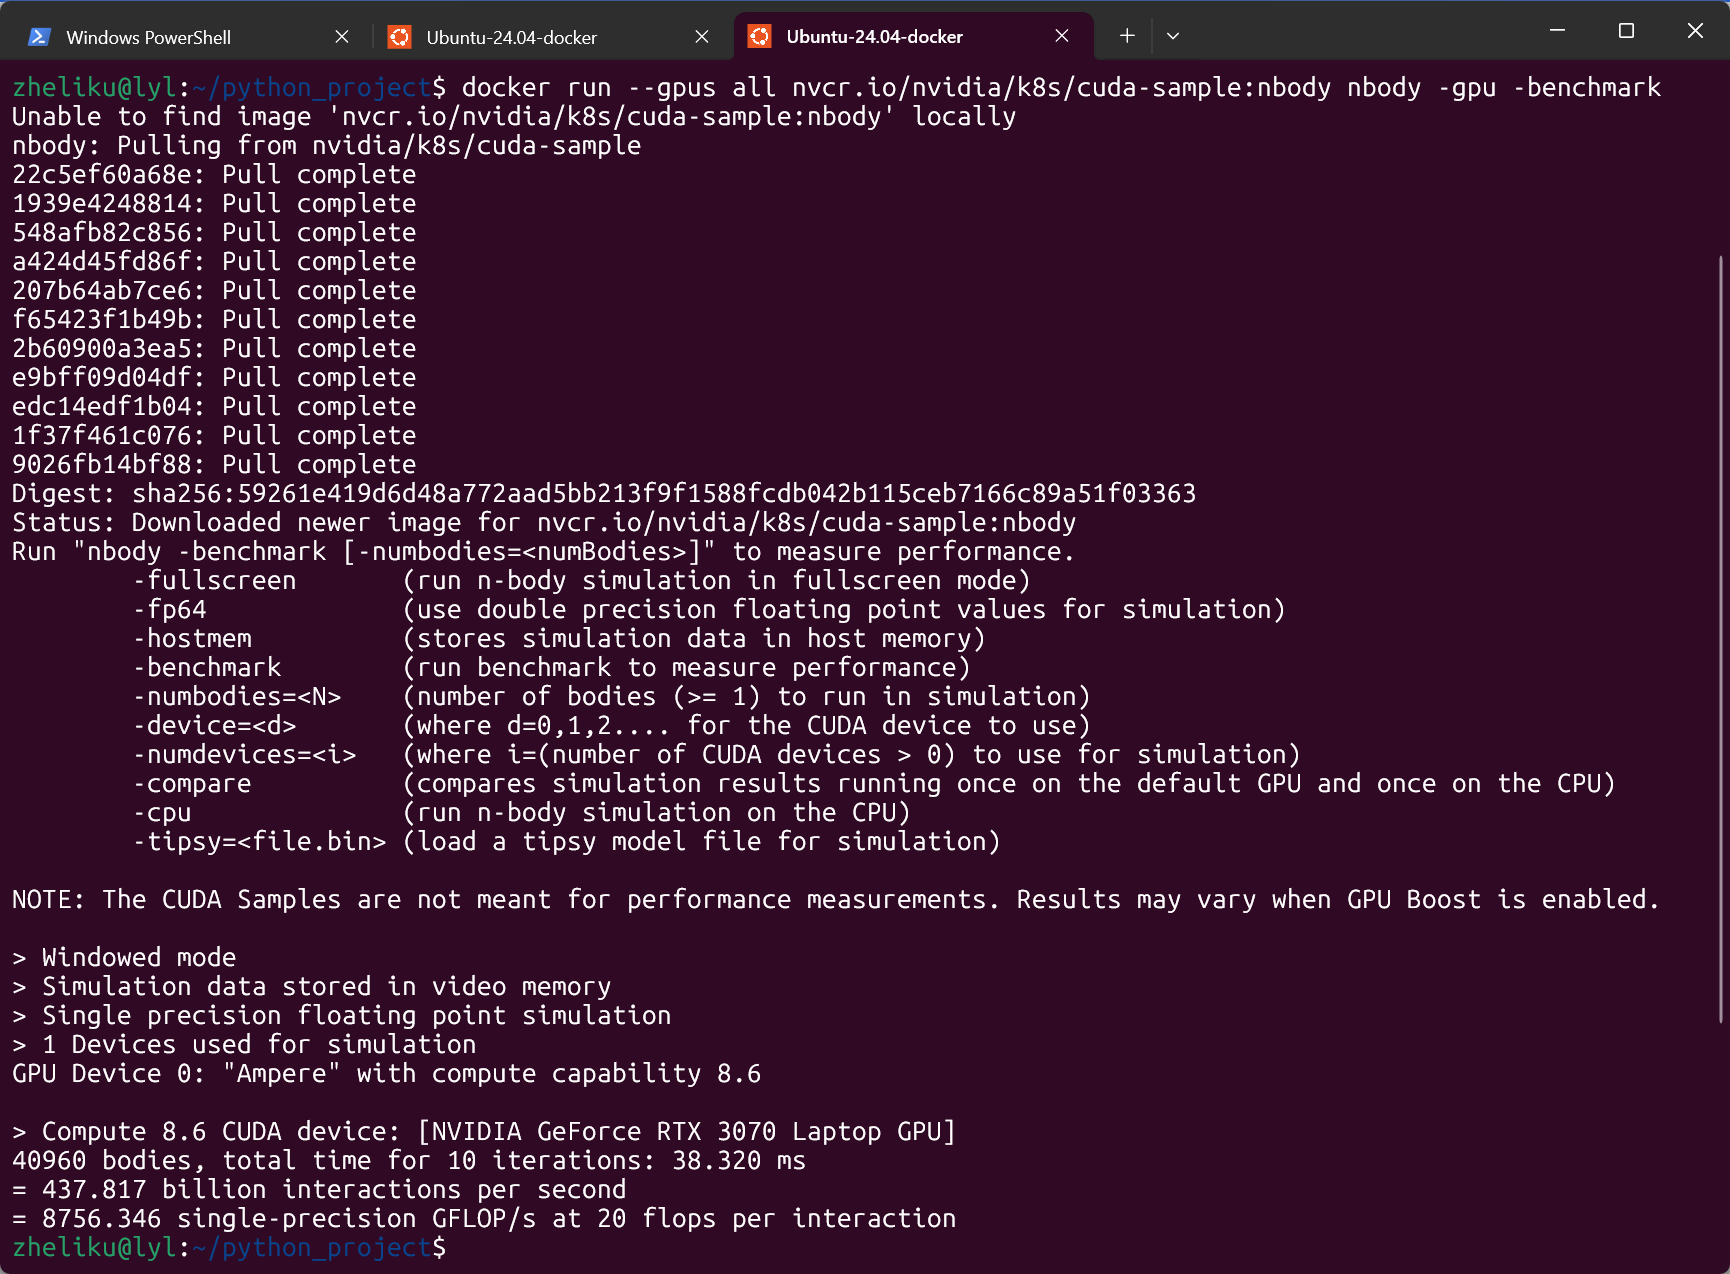 Windows PowerShell
Ubuntu-24.04-docker
Ubuntu-24.04-docker
zheliku@lyl:~/python_project$ docker run --gpus all nvcr.io/nvidia/k8s/cuda-sample:nbody nbody -gpu -benchmark
Unable to find image 'nvcr.io/nvidia/k8s/cuda-sample:nbody' locally
nbody: Pulling from nvidia/k8s/cuda-sample
22c5ef60a68e: Pull complete
1939e4248814: Pull complete
548afb82c856: Pull complete
a424d45fd86f: Pull complete
207b64ab7ce6: Pull complete
f65423f1b49b: Pull complete
2b60900a3ea5: Pull complete
e9bff09d04df: Pull complete
edc14edf1b04: Pull complete
1f37f461c076: Pull complete
9026fb14bf88: Pull complete
Digest: sha256:59261e419d6d48a772aad5bb213f9f1588fcdb042b115ceb7166c89a51f03363
Status: Downloaded newer image for nvcr.io/nvidia/k8s/cuda-sample:nbody
Run "nbody -benchmark [-numbodies=<numBodies>]" to measure performance.
        -fullscreen       (run n-body simulation in fullscreen mode)
        -fp64             (use double precision floating point values for simulation)
        -hostmem          (stores simulation data in host memory)
        -benchmark        (run benchmark to measure performance)
        -numbodies=<N>    (number of bodies (>= 1) to run in simulation)
        -device=<d>       (where d=0,1,2.... for the CUDA device to use)
        -numdevices=<i>   (where i=(number of CUDA devices > 0) to use for simulation)
        -compare          (compares simulation results running once on the default GPU and once on the CPU)
        -cpu              (run n-body simulation on the CPU)
        -tipsy=<file.bin> (load a tipsy model file for simulation)
NOTE: The CUDA Samples are not meant for performance measurements. Results may vary when GPU Boost is enabled.
> Windowed mode
> Simulation data stored in video memory
> Single precision floating point simulation
> 1 Devices used for simulation
GPU Device 0: "Ampere" with compute capability 8.6
> Compute 8.6 CUDA device: [NVIDIA GeForce RTX 3070 Laptop GPU]
40960 bodies, total time for 10 iterations: 38.320 ms
= 437.817 billion interactions per second
= 8756.346 single-precision GFLOP/s at 20 flops per interaction
zheliku@lyl:~/python_project$